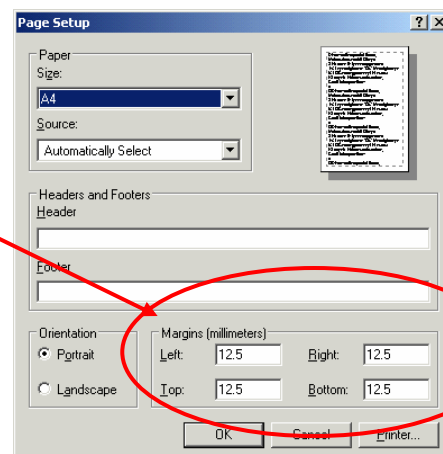 Page Setup
Paper
Size:
A4
Source:
Automatically Select
Headers and Footers
Header
Footer
Orientation
Portrait
Landscape
Margins (millimeters)
Left: 12.5 Right: 12.5
Top: 12.5 Bottom: 12.5
OK Cancel Printer...